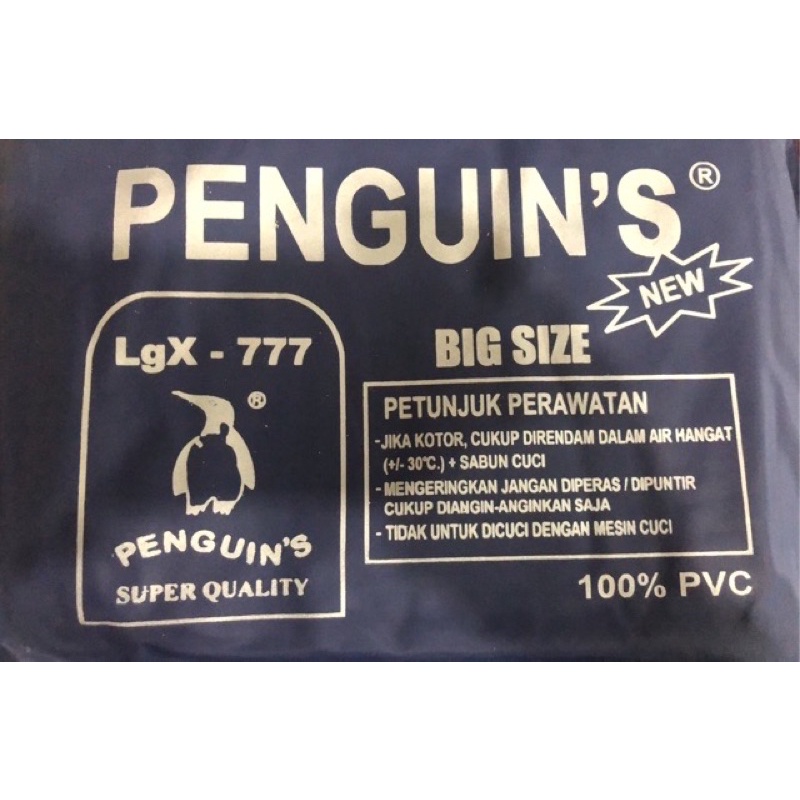 PENGUIN'S®
NEW
LgX - 777
®
PENGUIN'S
SUPER QUALITY
BIG SIZE
PETUNJUK PERAWATAN
-JIKA KOTOR, CUKUP DIRENDAM DALAM AIR HANGAT
(+/- 30°C.) + SABUN CUCI
- MENGERINGKAN JANGAN DIPERAS / DIPUNTIR
CUKUP DIANGIN-ANGINKAN SAJA
- TIDAK UNTUK DICUCI DENGAN MESIN CUCI
100% PVC